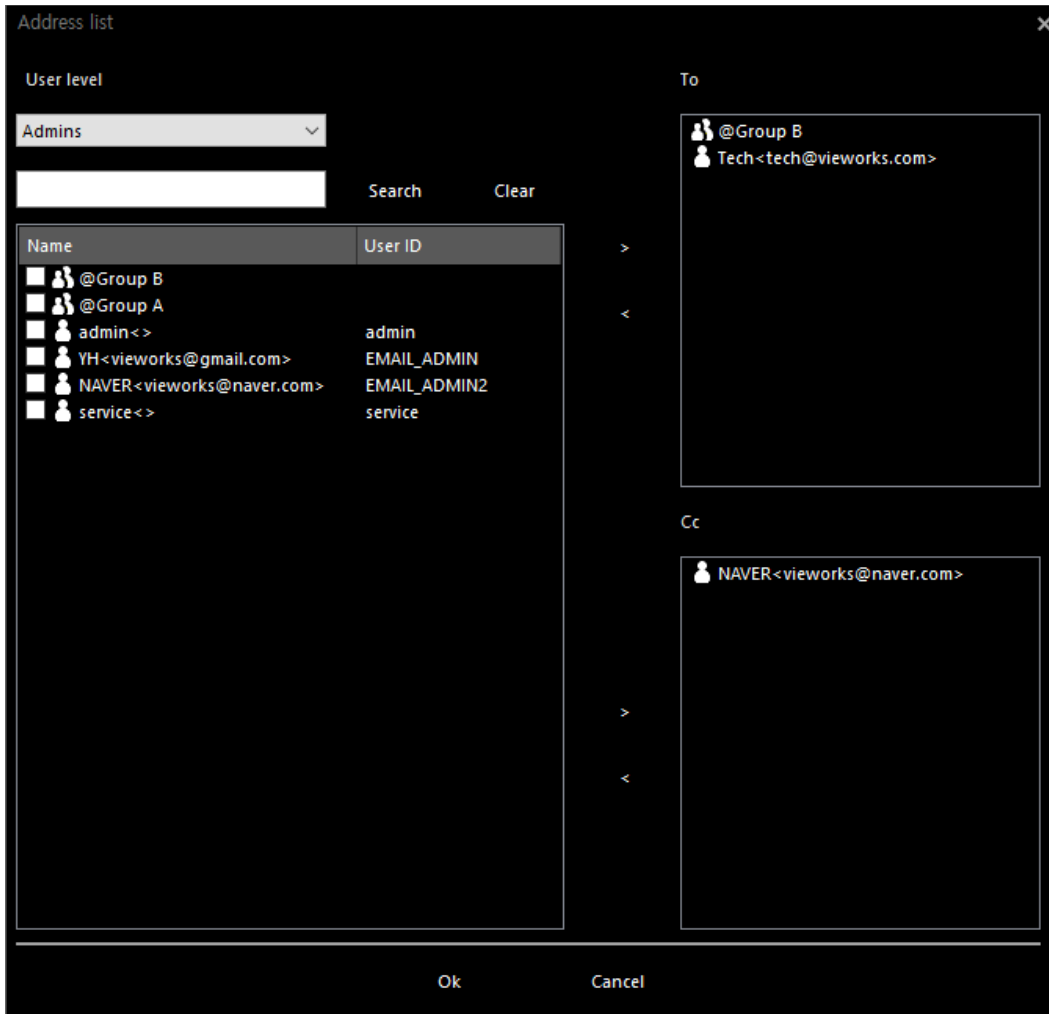 Address list
User level
Admins
Search Clear
Name User ID
@Group B
@Group A
admin<> admin
YH<vieworks@gmail.com> EMAIL_ADMIN
NAVER<vieworks@naver.com> EMAIL_ADMIN2
service<> service
>
<
To
@Group B
Tech<tech@vieworks.com>
Cc
NAVER<vieworks@naver.com>
>
<
Ok Cancel